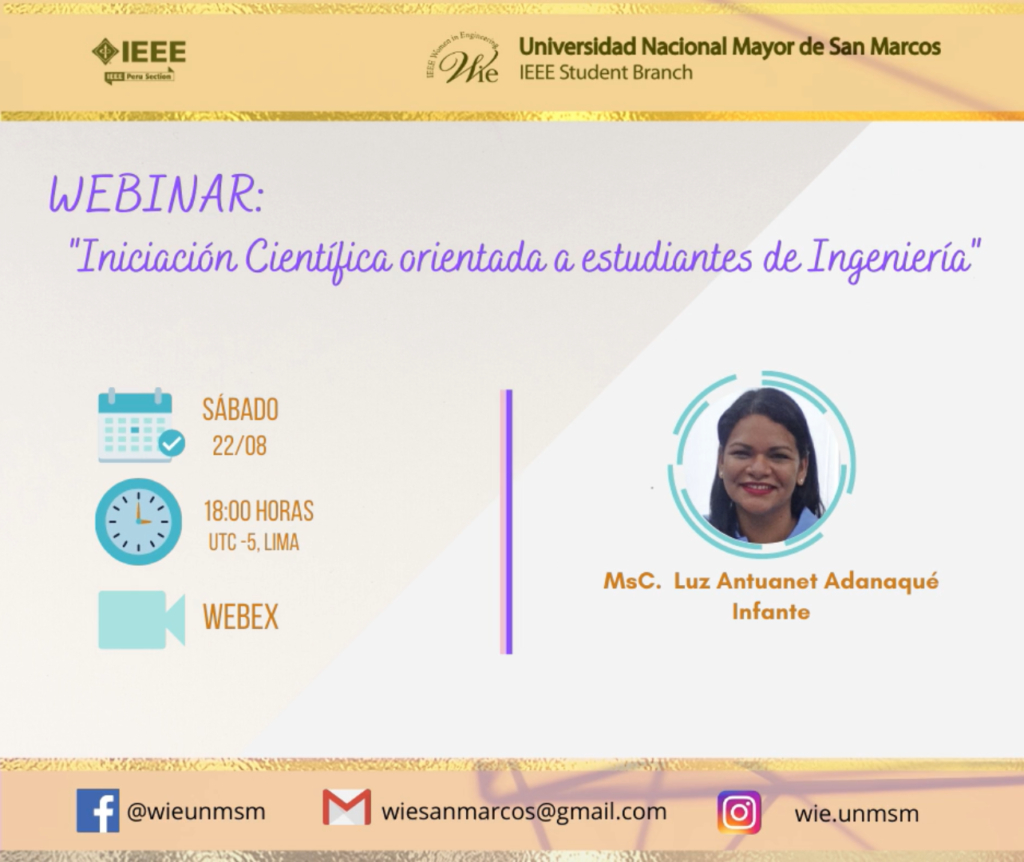 IEEE
IEEE Peru Section
IEEE Women in Engineering
Wie
Universidad Nacional Mayor de San Marcos
IEEE Student Branch
WEBINAR:
"Iniciación Científica orientada a estudiantes de Ingeniería"
SÁBADO
22/08
18:00 HORAS
UTC -5, LIMA
WEBEX
MsC. Luz Antuanet Adanaqué
Infante
@wieunmsm
wiesanmarcos@gmail.com
wie.unmsm